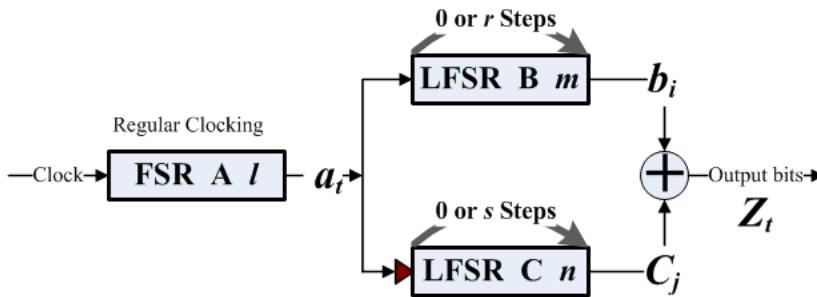 0 or r Steps
LFSR B m
b_i
Regular Clocking
Clock
FSR A l
a_t
+
Output bits
Z_t
0 or s Steps
LFSR C n
C_j